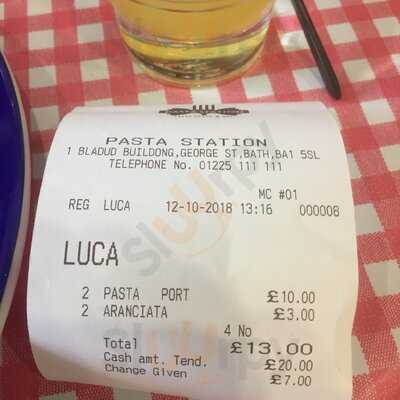 PASTA STATION
1 BLADUD BUILDONG,GEORGE ST,BATH,BA1 5SL
TELEPHONE No. 01225 111 111
MC #01
REG LUCA 12-10-2018 13:16 000008
LUCA
2 PASTA PORT £10.00
2 ARANCIATA £3.00
4 No
Total £13.00
Cash amt. Tend. £20.00
Change Given £7.00
sluurpy